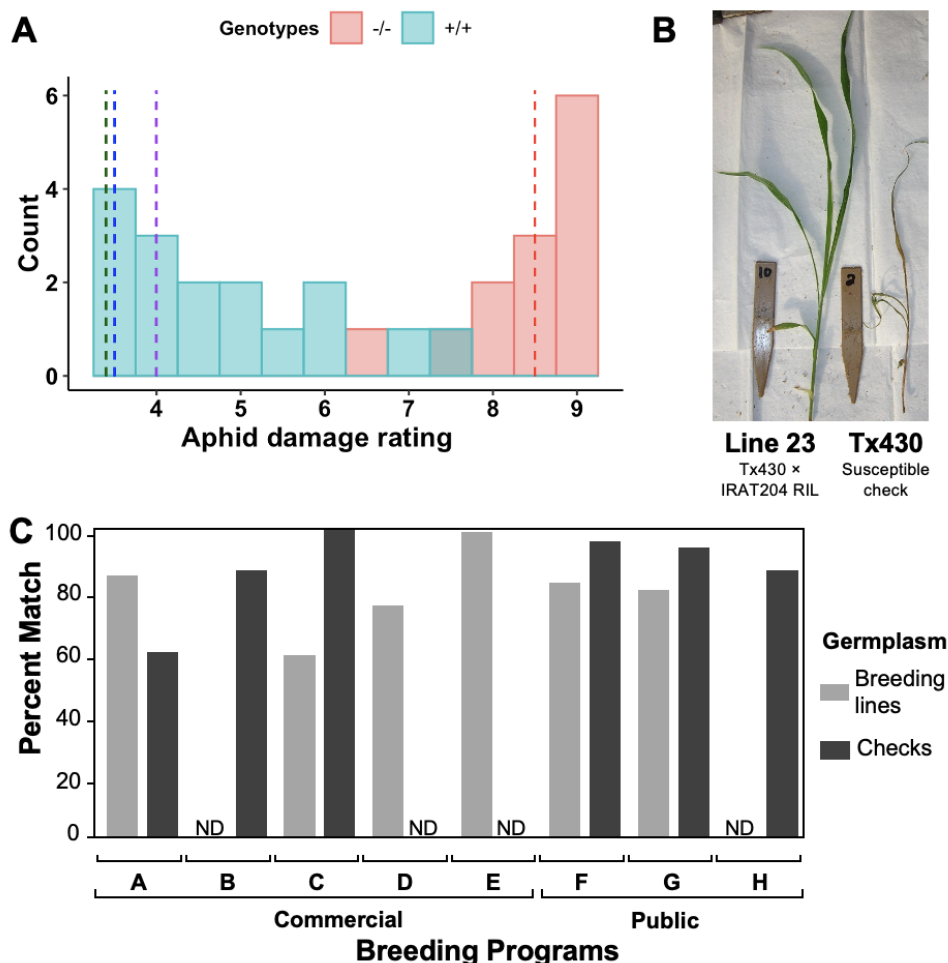 A
Genotypes -/- +/+
6
4
2
0
Count
4 5 6 7 8 9
Aphid damage rating
B
10
2
Line 23
Tx430 ×
IRAT204 RIL
Tx430
Susceptible
check
C
100
80
60
40
20
0
Percent Match
ND ND ND ND
A B C D E F G H
Commercial Public
Breeding Programs
Germplasm
Breeding
lines
Checks